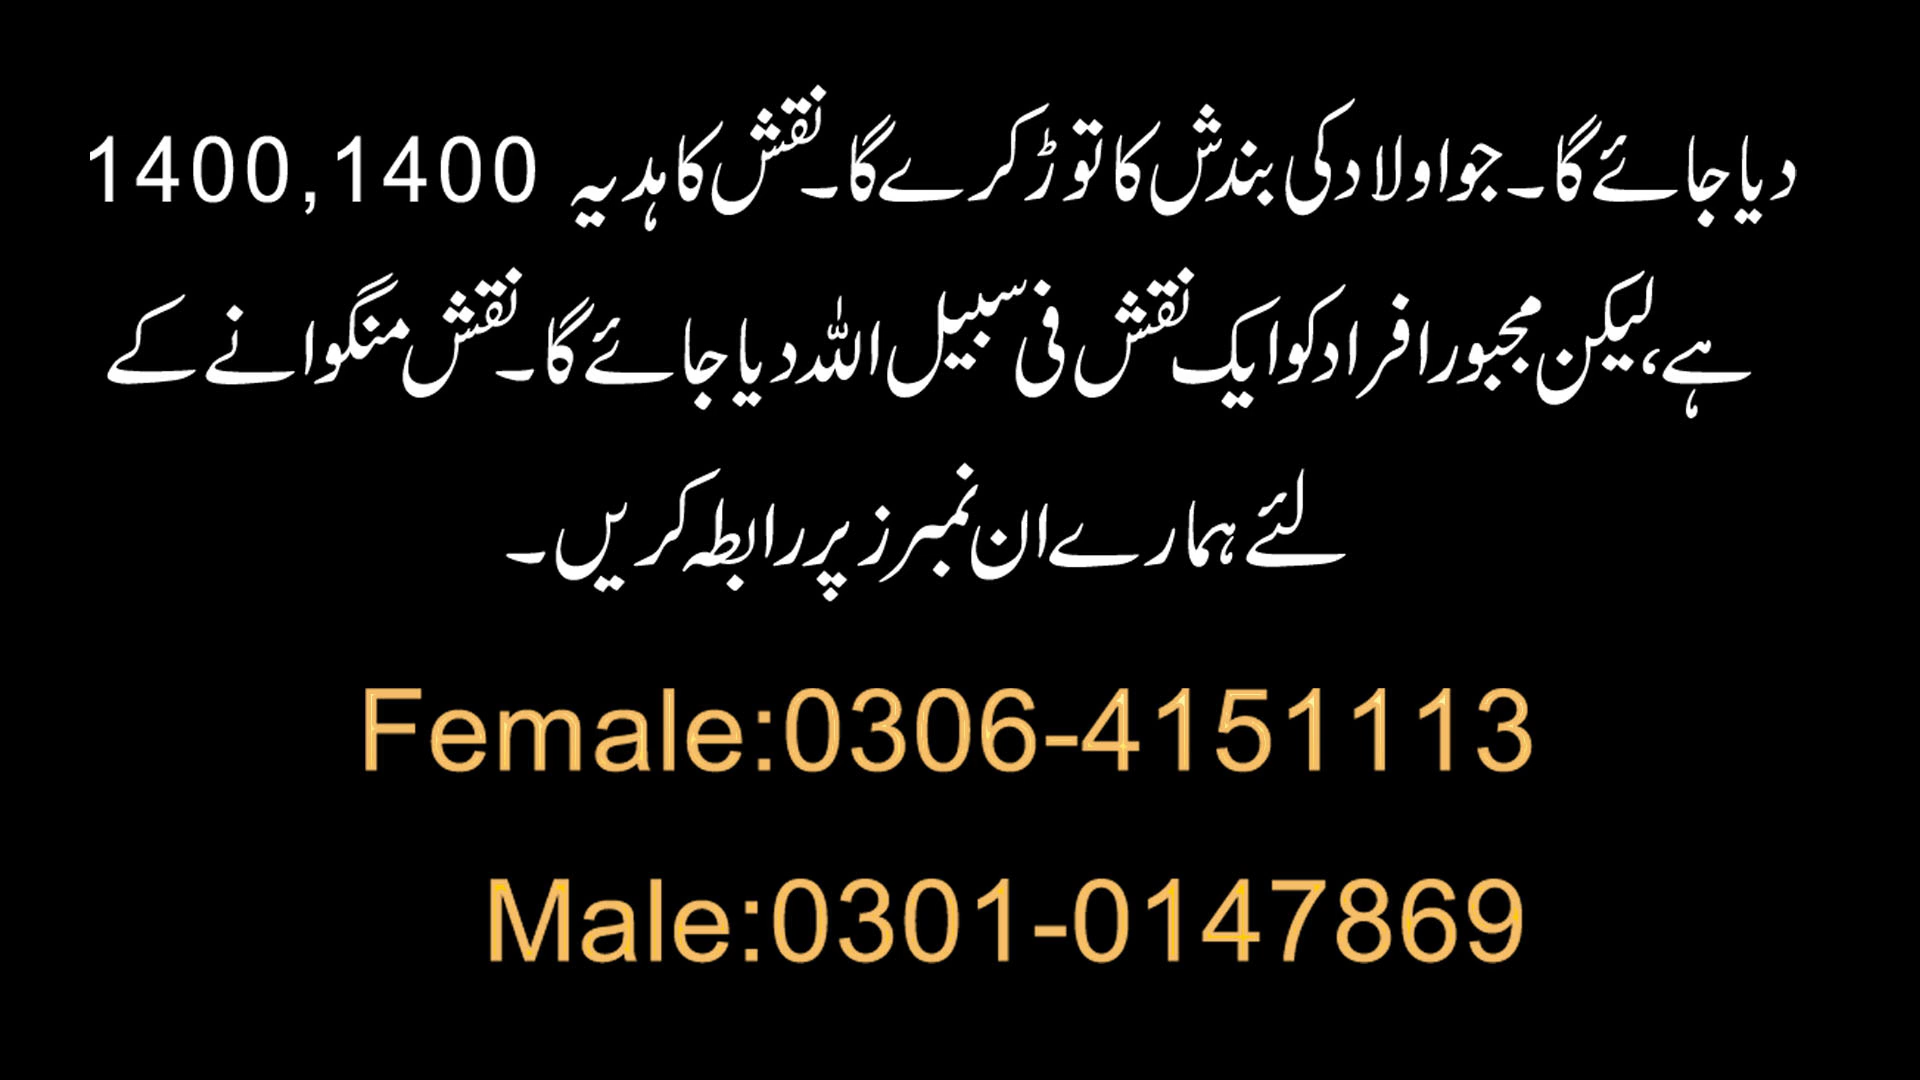 دیا جائے گا۔ جو اولاد کی بندش کا توڑ کرے گا۔ نقش کا ہدیہ 1400,1400
ہے، لیکن مجبور افراد کو ایک نقش فی سبیل اللہ دیا جائے گا۔ نقش منگوانے کے
لئے ہمارے ان نمبرز پر رابطہ کریں۔
Female:0306-4151113
Male:0301-0147869